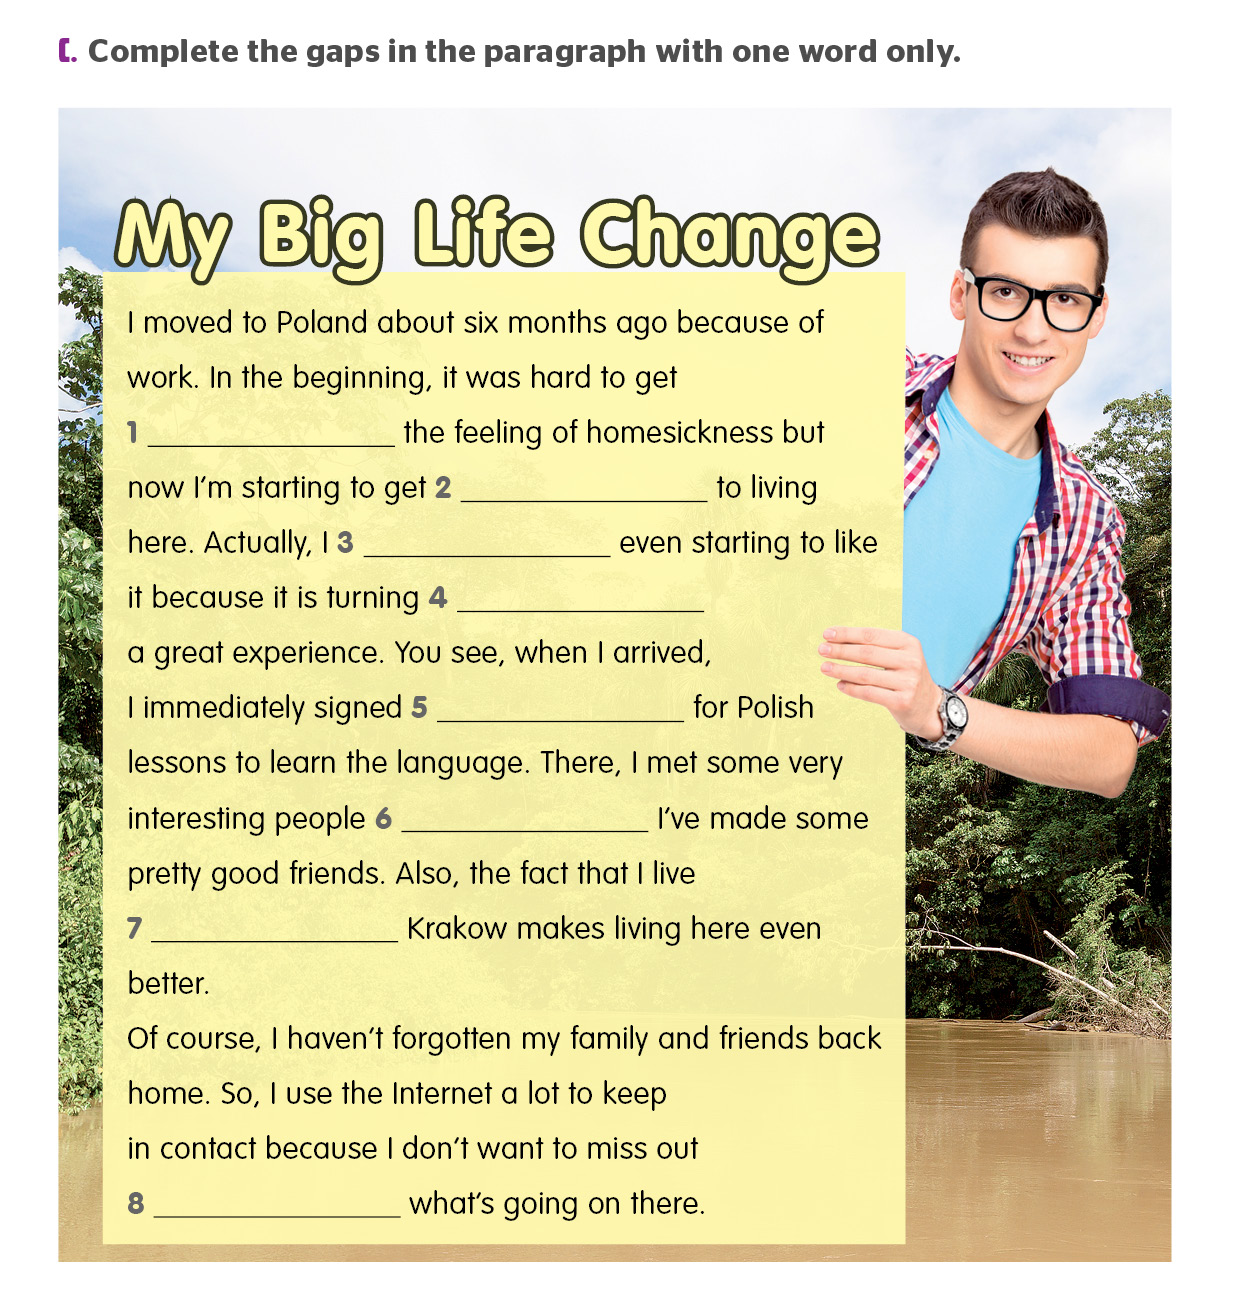 C. Complete the gaps in the paragraph with one word only.
My Big Life Change
I moved to Poland about six months ago because of
work. In the beginning, it was hard to get
1 ________________ the feeling of homesickness but
now I’m starting to get 2 ________________ to living
here. Actually, I 3 ________________ even starting to like
it because it is turning 4 ________________
a great experience. You see, when I arrived,
I immediately signed 5 ________________ for Polish
lessons to learn the language. There, I met some very
interesting people 6 ________________ I’ve made some
pretty good friends. Also, the fact that I live
7 ________________ Krakow makes living here even
better.
Of course, I haven’t forgotten my family and friends back
home. So, I use the Internet a lot to keep
in contact because I don’t want to miss out
8 ________________ what’s going on there.